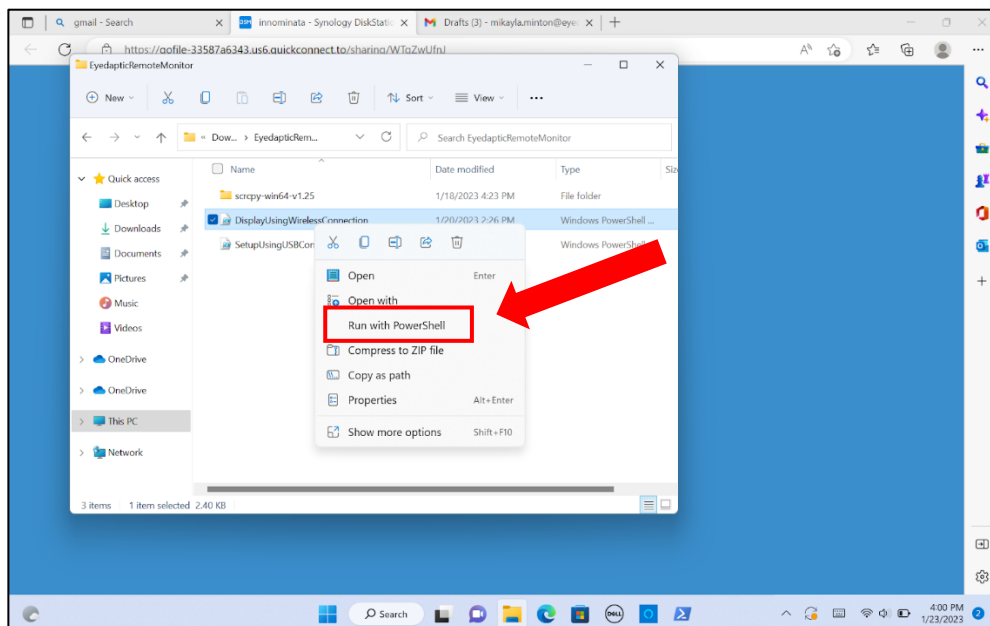 gmail - Search
innominata - Synology DiskStatio
Drafts (3) - mikayla.minton@eye
https://gofile-33587a6343.us6.quickconnect.to/sharing/WTqZwUfnJ
EyedapticRemoteMonitor
New
Sort
View
« Dow... > EyedapticRem...
Search EyedapticRemoteMonitor
Name Date modified Type Siz
Quick access
Desktop
Downloads
Documents
Pictures
Music
Videos
OneDrive
OneDrive
This PC
Network
scrcpy-win64-v1.25 1/18/2023 4:23 PM File folder
DisplayUsingWirelessConnection 1/20/2023 2:26 PM Windows PowerShell ...
SetupUsingUSBCon Windows PowerShell
Open Enter
Open with
Run with PowerShell
Compress to ZIP file
Copy as path
Properties Alt+Enter
Show more options Shift+F10
3 items 1 item selected 2.40 KB
Search
DELL
4:00 PM
1/23/2023
2